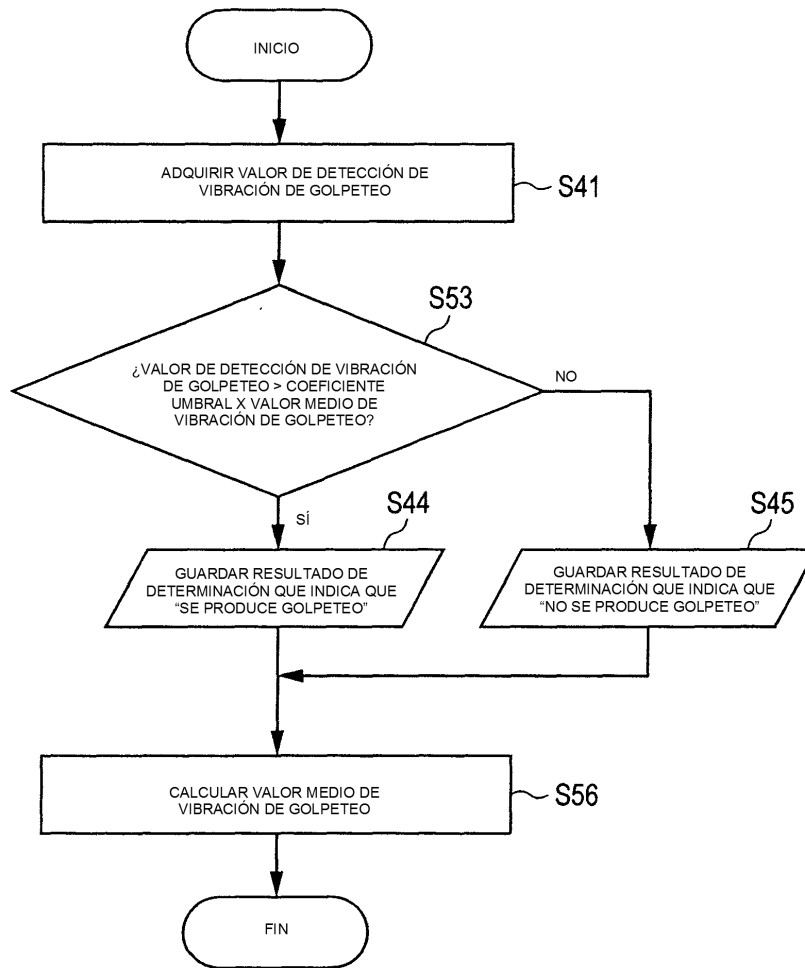 INICIO
ADQUIRIR VALOR DE DETECCIÓN DE
VIBRACIÓN DE GOLPETEO
S41
S53
¿VALOR DE DETECCIÓN DE VIBRACIÓN
DE GOLPETEO > COEFICIENTE
UMBRAL X VALOR MEDIO DE
VIBRACIÓN DE GOLPETEO?
NO
SÍ
S44
S45
GUARDAR RESULTADO DE
DETERMINACIÓN QUE INDICA QUE
“SE PRODUCE GOLPETEO”
GUARDAR RESULTADO DE
DETERMINACIÓN QUE INDICA QUE
“NO SE PRODUCE GOLPETEO”
CALCULAR VALOR MEDIO DE
VIBRACIÓN DE GOLPETEO
S56
FIN